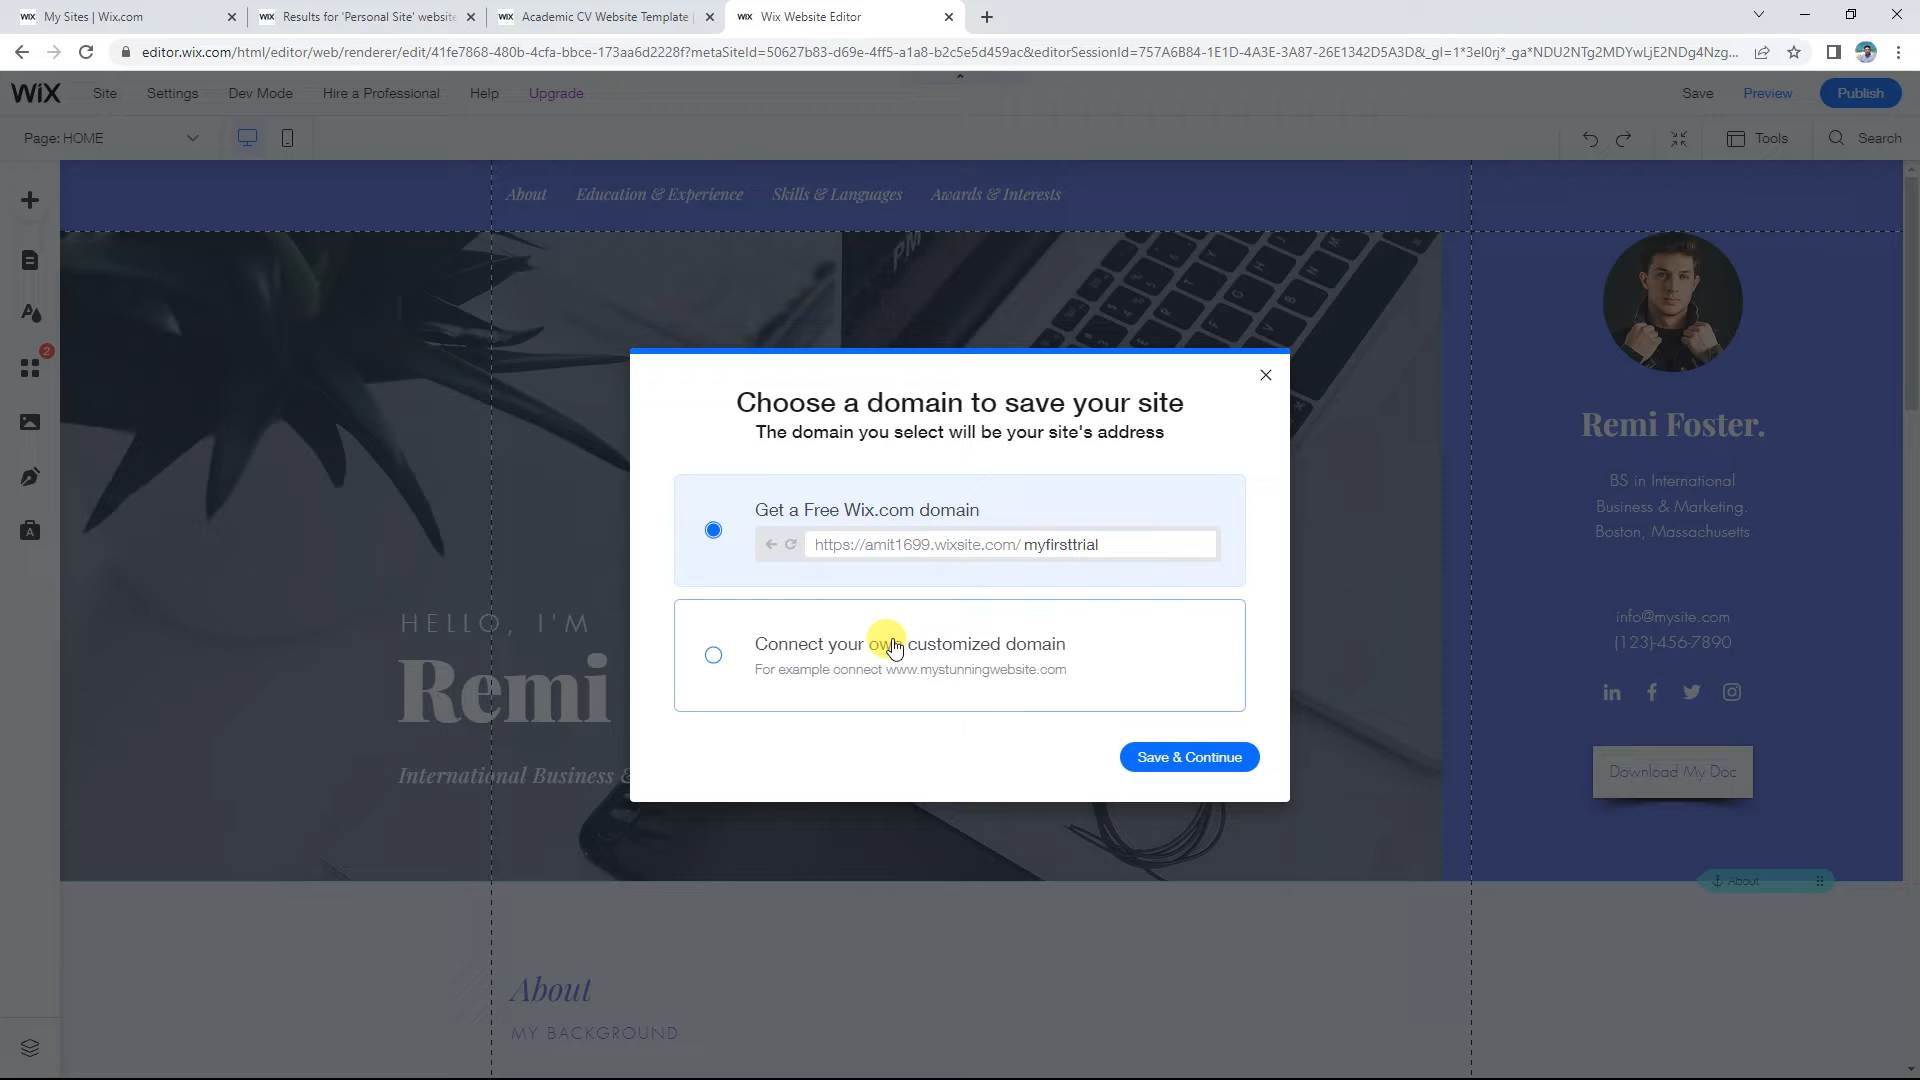 WIX My Sites | Wix.com
WIX Results for 'Personal Site' website
WIX Academic CV Website Template |
WIX Wix Website Editor
editor.wix.com/html/editor/web/renderer/edit/41fe7868-480b-4cfa-bbce-173aa6d2228f?metaSiteId=50627b83-d69e-4ff5-a1a8-b2c5e5d459ac&editorSessionId=757A6B84-1E1D-4A3E-3A87-26E1342D5A3D&_gl=1*3el0rj*_ga*NDU2NTg2MDYwLjE2NDg4Nzg...
WIX Site Settings Dev Mode Hire a Professional Help Upgrade Save Preview Publish
Page: HOME Tools Search
About Education & Experience Skills & Languages Awards & Interests
2
A
PM
Choose a domain to save your site
The domain you select will be your site's address
Get a Free Wix.com domain
https://amit1699.wixsite.com/ myfirsttrial
Connect your own customized domain
For example connect www.mystunningwebsite.com
Save & Continue
HELLO, I'M
Remi
International Business &
Remi Foster.
BS in International
Business & Marketing.
Boston, Massachusetts
info@mysite.com
(123)-456-7890
Download My Doc
About
About
MY BACKGROUND